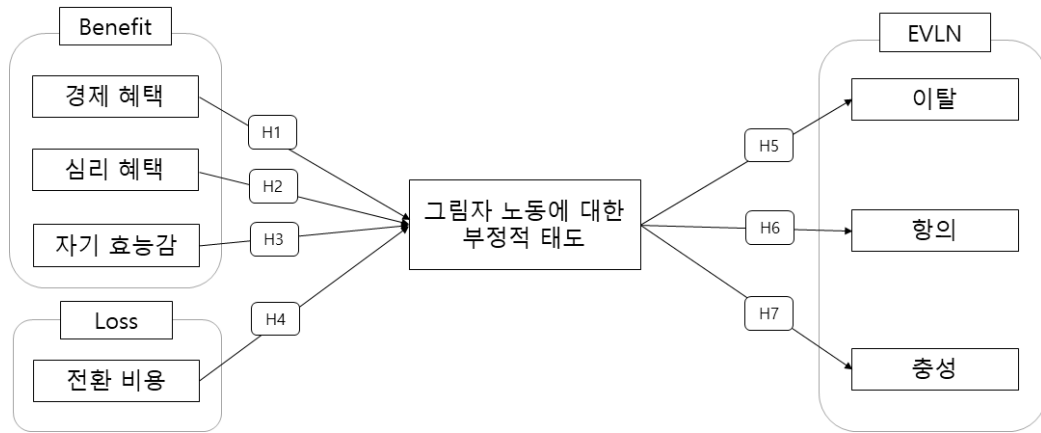 Benefit
경제 혜택
심리 혜택
자기 효능감
Loss
전환 비용
H1
H2
H3
H4
그림자 노동에 대한
부정적 태도
H5
H6
H7
EVLN
이탈
항의
충성